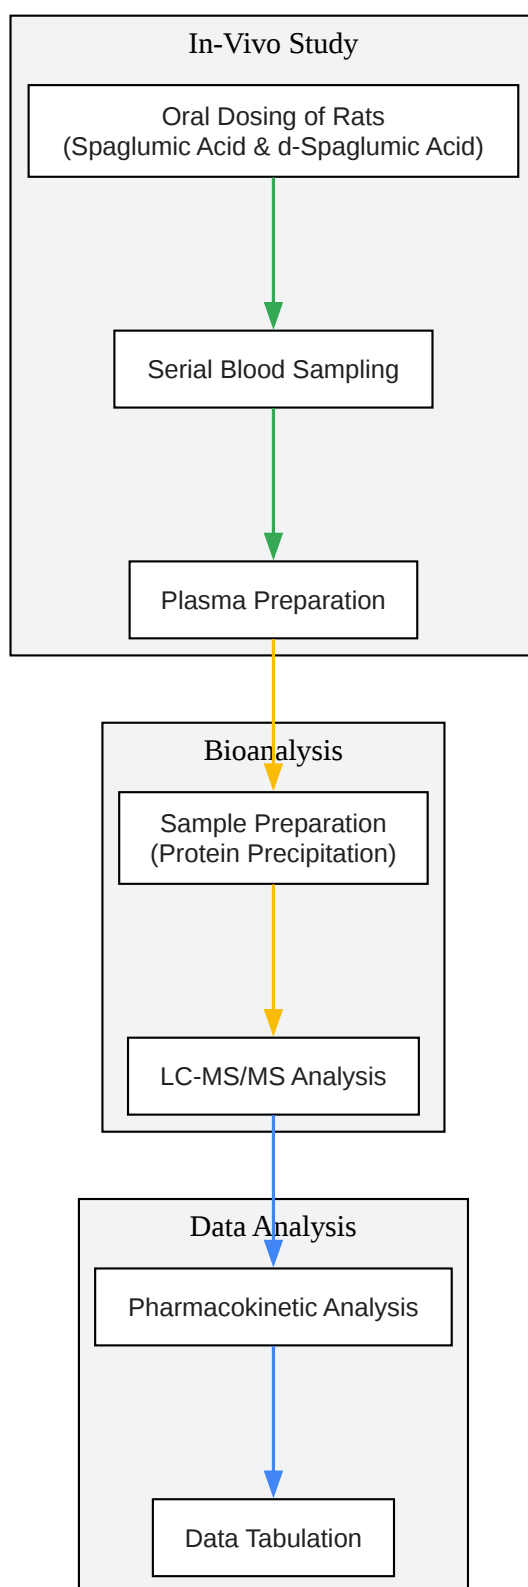 In-Vivo Study
Oral Dosing of Rats
(Spaglumic Acid & d-Spaglumic Acid)
Serial Blood Sampling
Plasma Preparation
Bioanalysis
Sample Preparation
(Protein Precipitation)
LC-MS/MS Analysis
Data Analysis
Pharmacokinetic Analysis
Data Tabulation